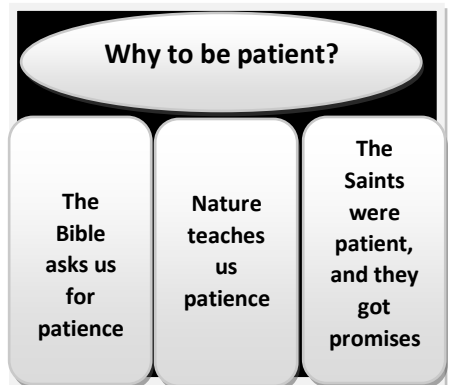 Why to be patient?
The
Bible
asks us
for
patience
Nature
teaches
us
patience
The
Saints
were
patient,
and they
got
promises